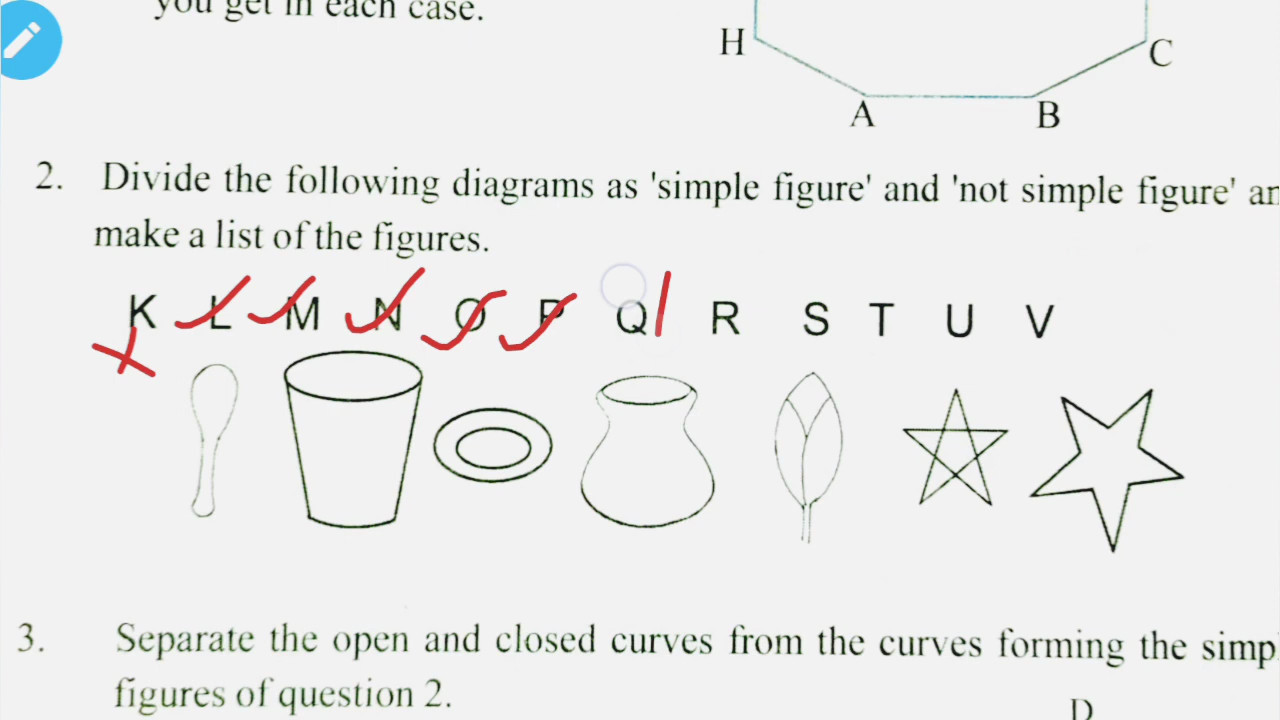 you get in each case.
H
C
A
B
2. Divide the following diagrams as 'simple figure' and 'not simple figure'
make a list of the figures.
K L M N O P Q R S T U V
3. Separate the open and closed curves from the curves forming the
figures of question 2.
D